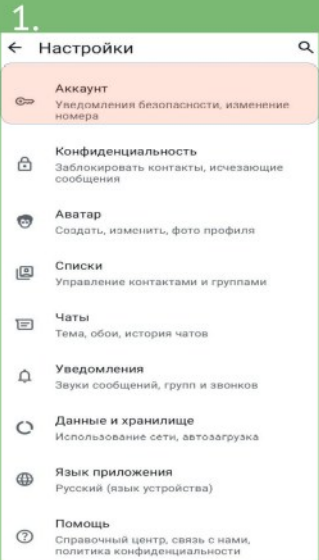 1.
Настройки
Аккаунт
Уведомления безопасности, изменение
номера
Конфиденциальность
Заблокировать контакты, исчезающие
сообщения
Аватар
Создать, изменить, фото профиля
Списки
Управление контактами и группами
Чаты
Тема, обои, история чатов
Уведомления
Звуки сообщений, групп и звонков
Данные и хранилище
Использование сети, автозагрузка
Язык приложения
Русский (язык устройства)
Помощь
Справочный центр, связь с нами,
политика конфиденциальности